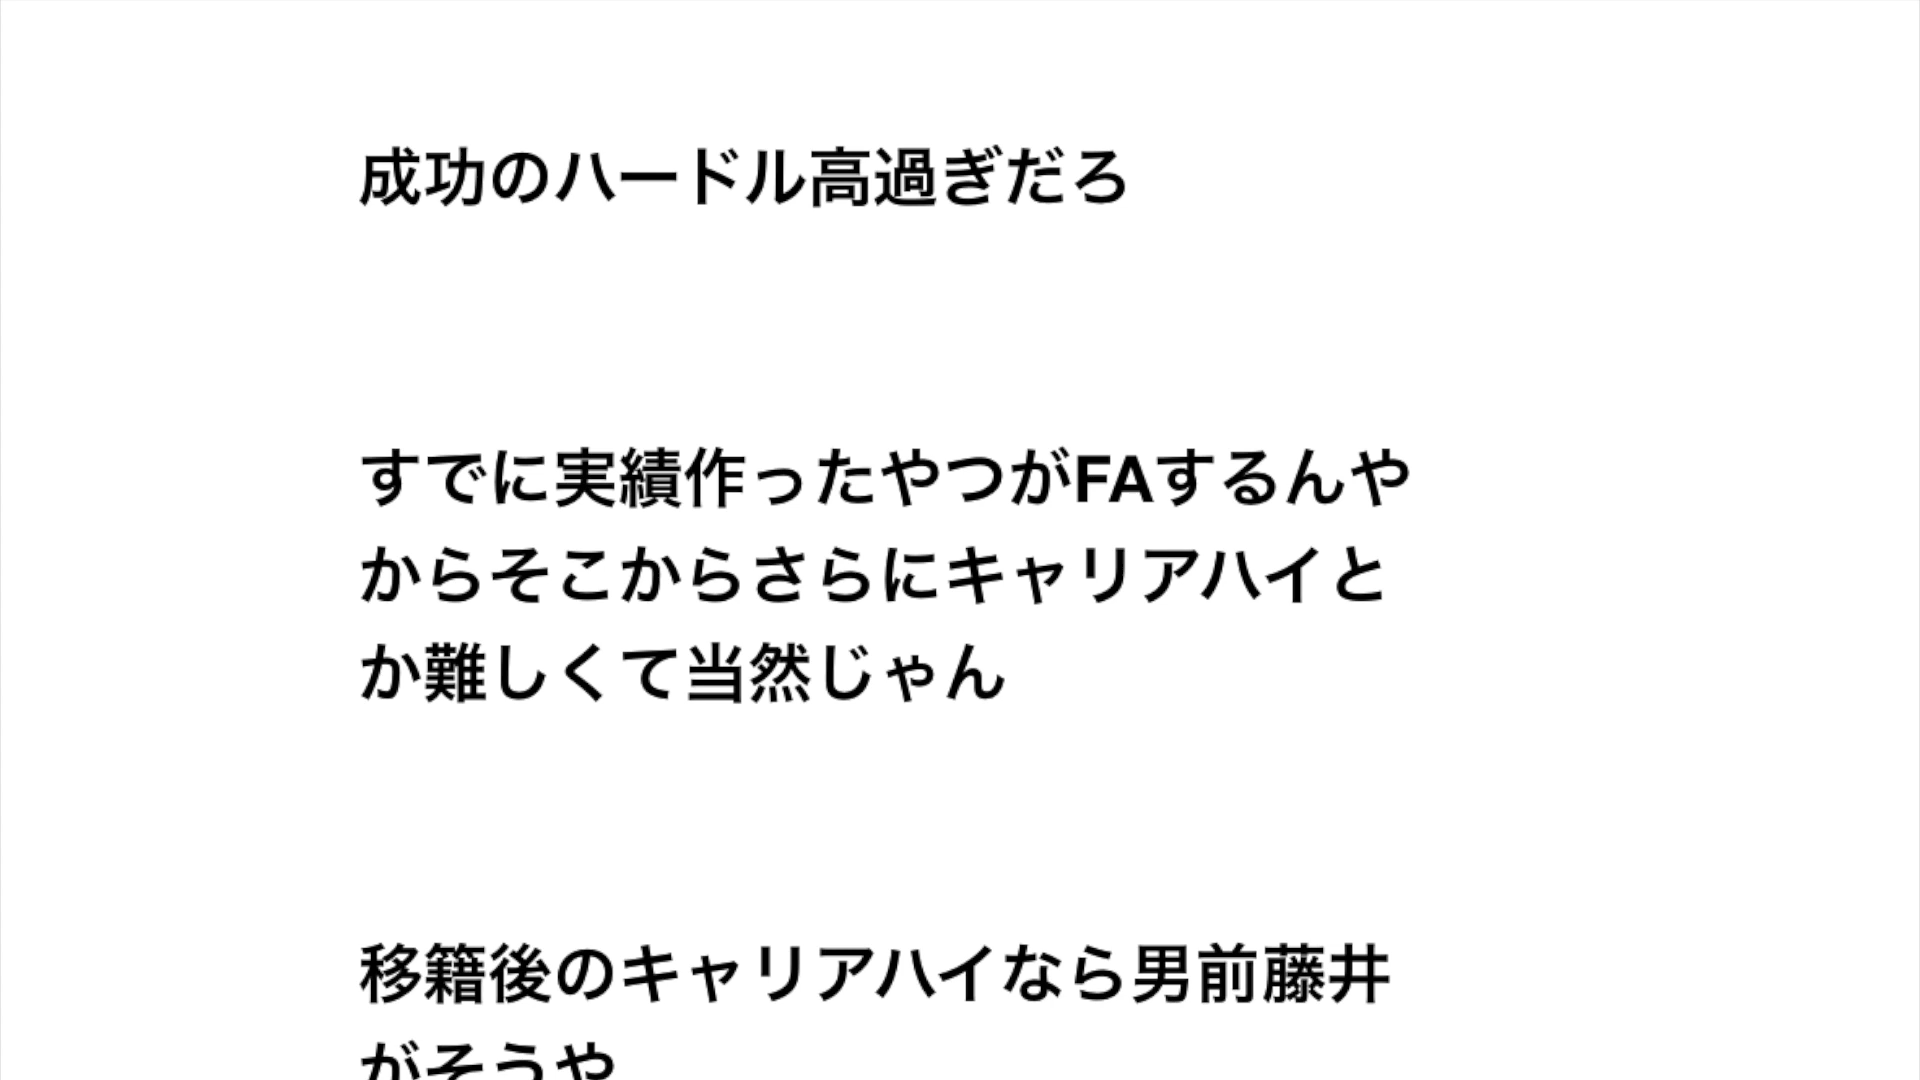 成功のハードル高過ぎだろ
すでに実績作ったやつがFAするんや
からそこからさらにキャリアハイと
か難しくて当然じゃん
移籍後のキャリアハイなら男前藤井
がそうや